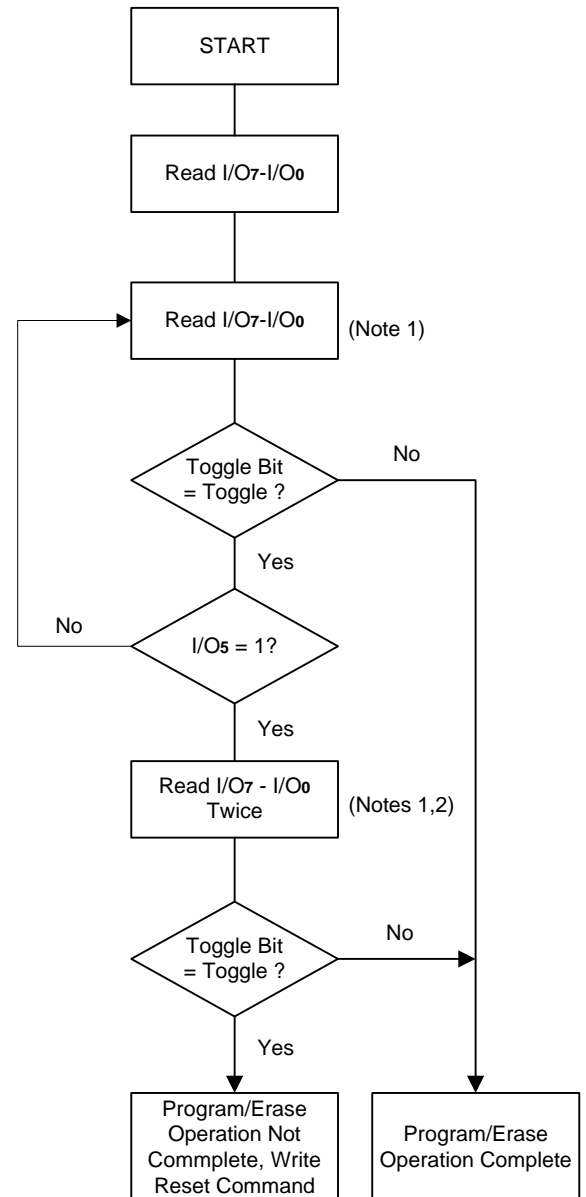 START
Read I/O7-I/O0
Read I/O7-I/O0
(Note 1)
Toggle Bit
= Toggle ?
No
Yes
I/O5 = 1?
No
Yes
Read I/O7 - I/O0
Twice
(Notes 1,2)
Toggle Bit
= Toggle ?
No
Yes
Program/Erase
Operation Not
Commplete, Write
Reset Command
Program/Erase
Operation Complete